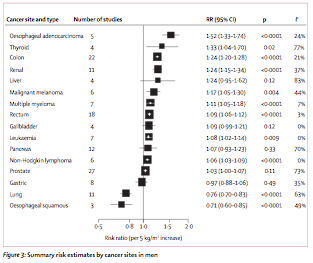 Cancer site and type Number of studies RR (95% CI) p I²
Oesophageal adenocarcinoma 5 1·52 (1·33–1·74) <0·0001 24%
Thyroid 4 1·33 (1·04–1·70) 0·02 77%
Colon 22 1·24 (1·20–1·28) <0·0001 21%
Renal 11 1·24 (1·15–1·34) <0·0001 37%
Liver 4 1·24 (0·95–1·62) 0·12 83%
Malignant melanoma 6 1·17 (1·05–1·30) 0·004 44%
Multiple myeloma 7 1·11 (1·05–1·18) <0·0001 7%
Rectum 18 1·09 (1·06–1·12) <0·0001 3%
Gallbladder 4 1·09 (0·99–1·21) 0·12 0%
Leukaemia 7 1·08 (1·02–1·14) 0·009 0%
Pancreas 12 1·07 (0·93–1·23) 0·33 70%
Non-Hodgkin lymphoma 6 1·06 (1·03–1·09) <0·0001 0%
Prostate 27 1·03 (1·00–1·07) 0·11 73%
Gastric 8 0·97 (0·88–1·06) 0·49 35%
Lung 11 0·76 (0·70–0·83) <0·0001 63%
Oesophageal squamous 3 0·71 (0·60–0·85) <0·0001 49%
0·5 0·8 1·0 1·5 2·0
Risk ratio (per 5 kg/m² increase)
Figure 3: Summary risk estimates by cancer sites in men